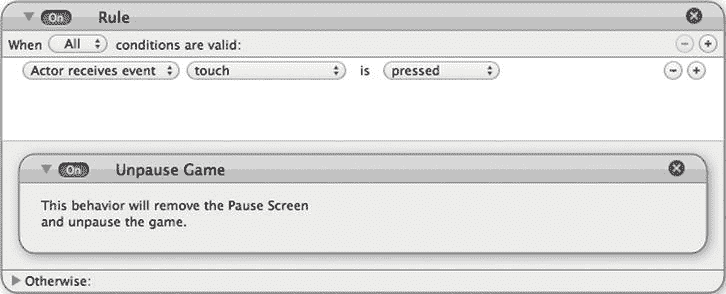 On Rule
When All conditions are valid:
Actor receives event touch is pressed
On Unpause Game
This behavior will remove the Pause Screen
and unpause the game.
Otherwise: